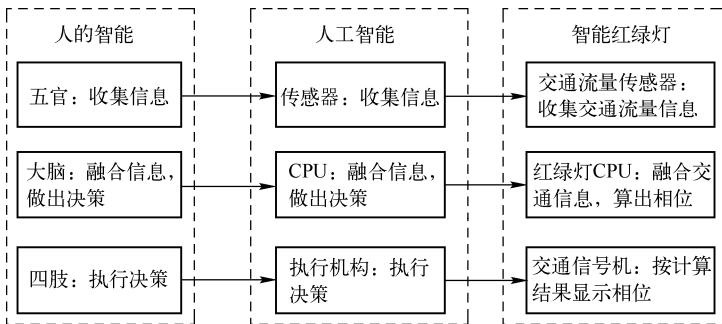 人的智能
人工智能
智能红绿灯
五官：收集信息
传感器：收集信息
交通流量传感器：
收集交通流量信息
大脑：融合信息，
做出决策
CPU：融合信息，
做出决策
红绿灯CPU：融合交
通信息，算出相位
四肢：执行决策
执行机构：执行
决策
交通信号机：按计算
结果显示相位